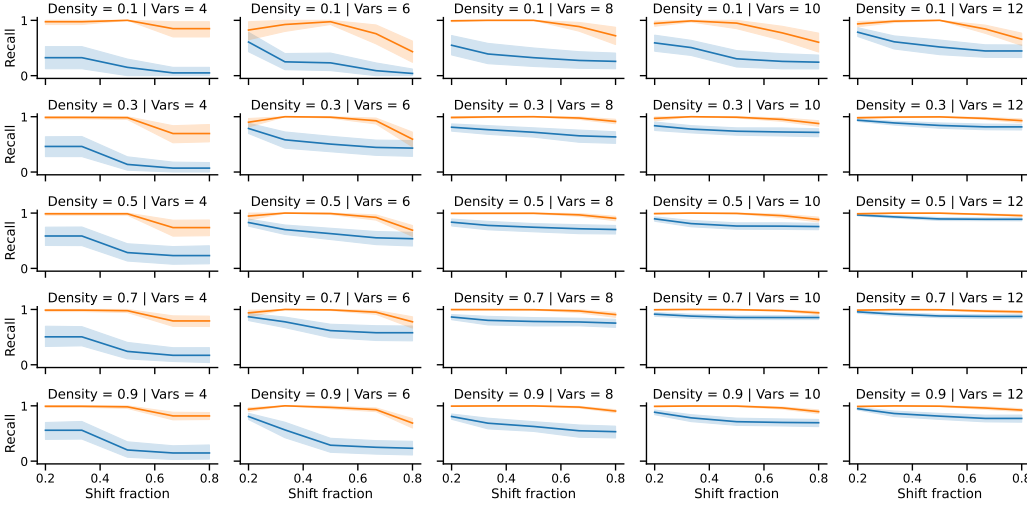 Density = 0.1 | Vars = 4 Density = 0.1 | Vars = 6 Density = 0.1 | Vars = 8 Density = 0.1 | Vars = 10 Density = 0.1 | Vars = 12
1
Recall
0
Density = 0.3 | Vars = 4 Density = 0.3 | Vars = 6 Density = 0.3 | Vars = 8 Density = 0.3 | Vars = 10 Density = 0.3 | Vars = 12
1
Recall
0
Density = 0.5 | Vars = 4 Density = 0.5 | Vars = 6 Density = 0.5 | Vars = 8 Density = 0.5 | Vars = 10 Density = 0.5 | Vars = 12
1
Recall
0
Density = 0.7 | Vars = 4 Density = 0.7 | Vars = 6 Density = 0.7 | Vars = 8 Density = 0.7 | Vars = 10 Density = 0.7 | Vars = 12
1
Recall
0
Density = 0.9 | Vars = 4 Density = 0.9 | Vars = 6 Density = 0.9 | Vars = 8 Density = 0.9 | Vars = 10 Density = 0.9 | Vars = 12
1
Recall
0
0.2 0.4 0.6 0.8 0.2 0.4 0.6 0.8 0.2 0.4 0.6 0.8 0.2 0.4 0.6 0.8 0.2 0.4 0.6 0.8
Shift fraction Shift fraction Shift fraction Shift fraction Shift fraction